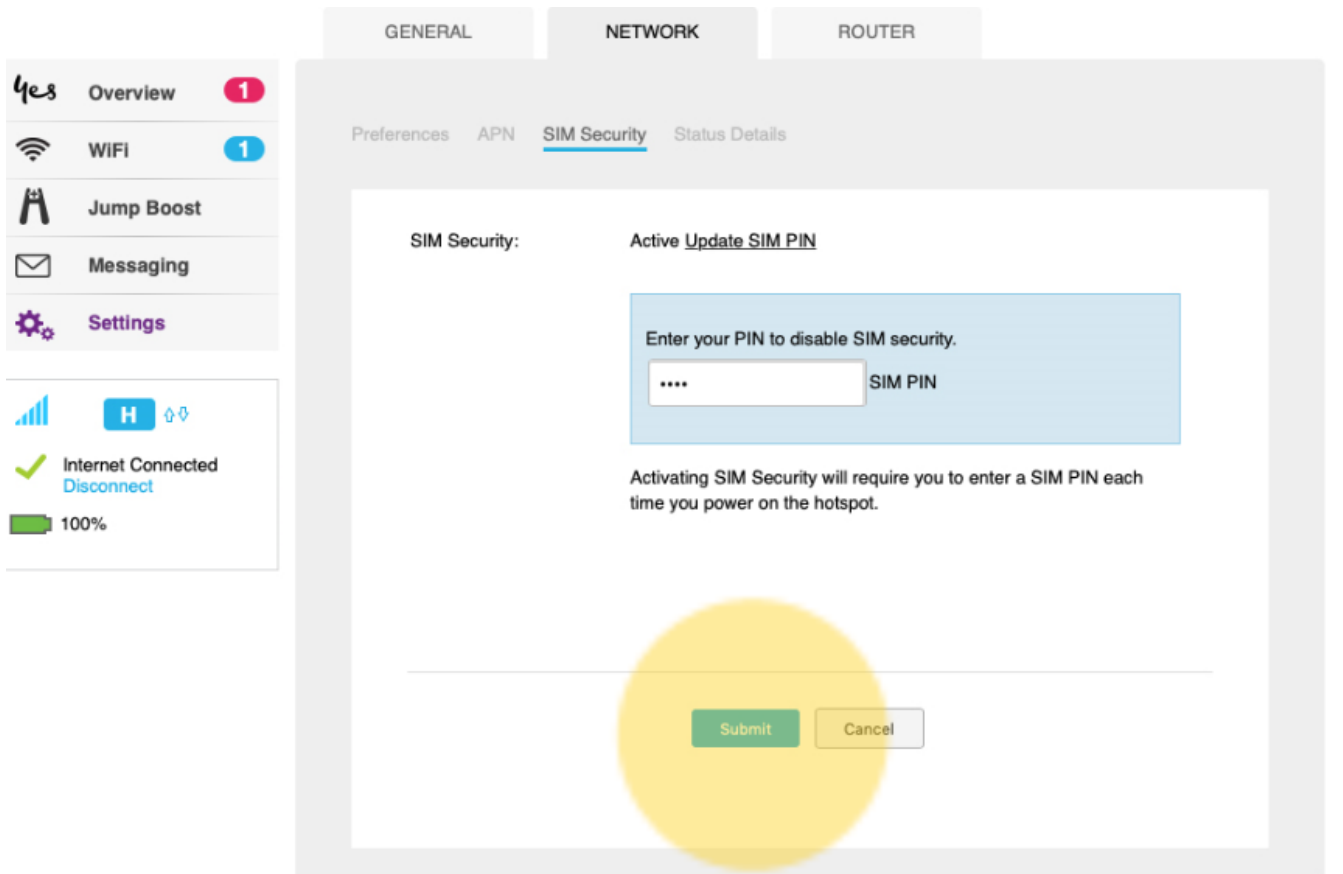 GENERAL
NETWORK
ROUTER
yes Overview 1
WiFi 1
Jump Boost
Messaging
Settings
H
Internet Connected
Disconnect
100%
Preferences APN SIM Security Status Details
SIM Security: Active Update SIM PIN
Enter your PIN to disable SIM security.
•••• SIM PIN
Activating SIM Security will require you to enter a SIM PIN each
time you power on the hotspot.
Submit Cancel